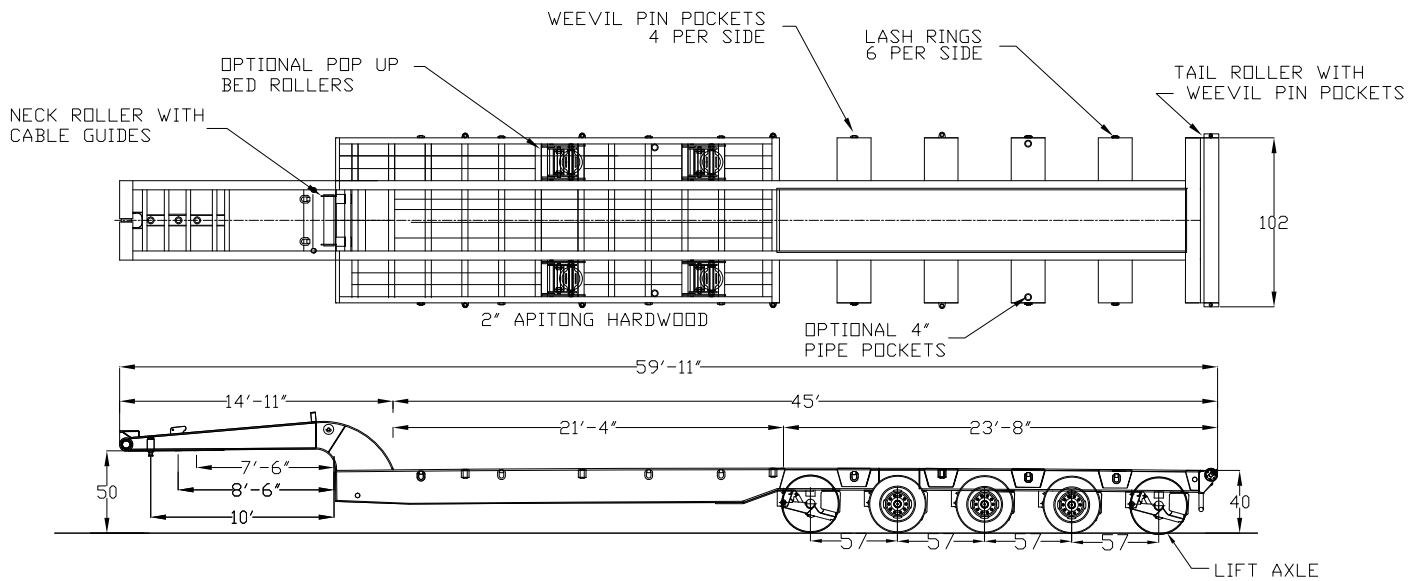 WEEVIL PIN POCKETS
4 PER SIDE
LASH RINGS
6 PER SIDE
OPTIONAL POP UP
BED ROLLERS
TAIL ROLLER WITH
WEEVIL PIN POCKETS
NECK ROLLER WITH
CABLE GUIDES
102
2" APITONG HARDWOOD
OPTIONAL 4"
PIPE POCKETS
59'-11"
14'-11"
45'
21'-4"
23'-8"
7'-6"
8'-6"
10'
50
40
57
57
57
57
LIFT AXLE